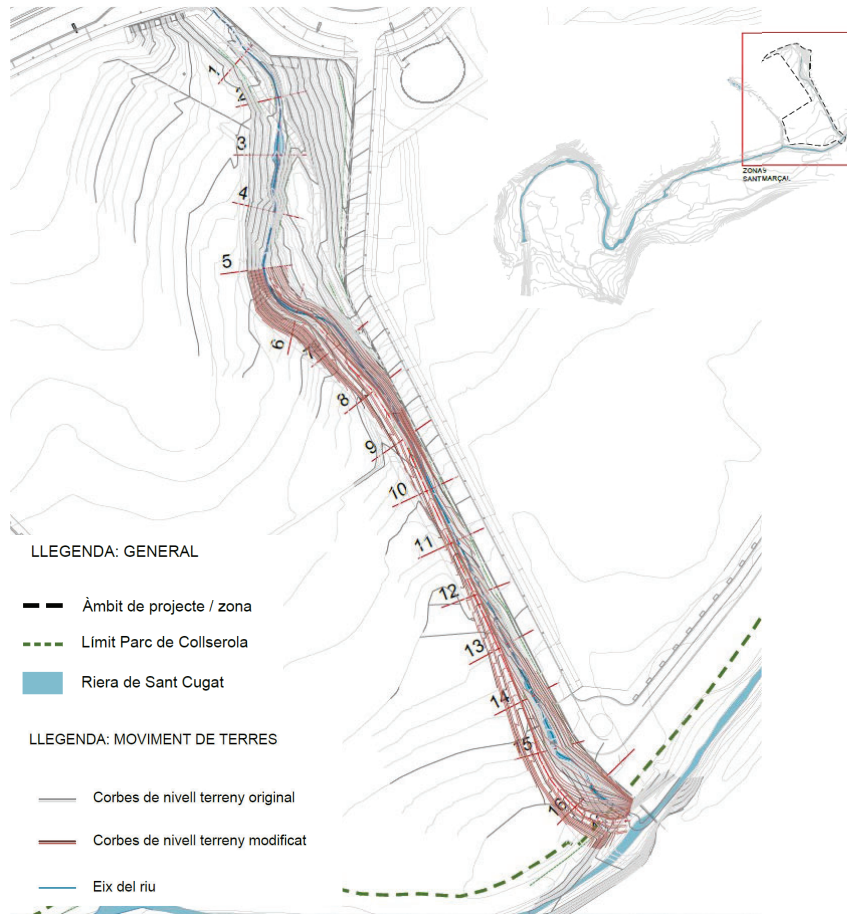 ZONA 9
SANT MARÇAL
1
2
3
4
5
6
7
8
9
10
11
12
13
14
15
16
LLEGENDA: GENERAL
Àmbit de projecte / zona
Límit Parc de Collserola
Riera de Sant Cugat
LLEGENDA: MOVIMENT DE TERRES
Corbes de nivell terreny original
Corbes de nivell terreny modificat
Eix del riu